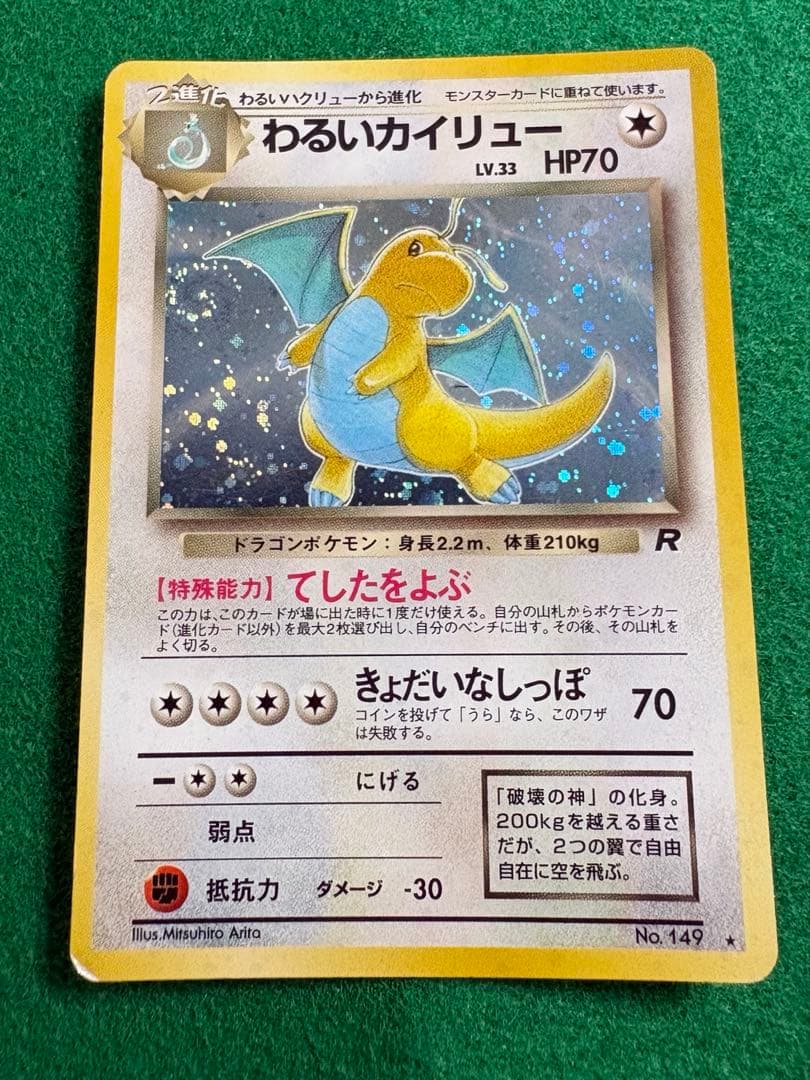 2進化 わるいハクリューから進化 モンスターカードに重ねて使います。
わるいカイリュー
LV.33 HP70
ドラゴンポケモン：身長2.2m、体重210kg R
【特殊能力】てしたをよぶ
この力は、このカードが場に出た時に1度だけ使える。自分の山札からポケモンカー
ド(進化カード以外)を最大2枚選び出し、自分のベンチに出す。その後、その山札を
よく切る。
きょだいなしっぽ 70
コインを投げて「うら」なら、このワザ
は失敗する。
にげる
弱点
抵抗力 ダメージ -30
「破壊の神」の化身。
200kgを越える重さ
だが、2つの翼で自由
自在に空を飛ぶ。
Illus.Mitsuhiro Arita
No. 149 ★